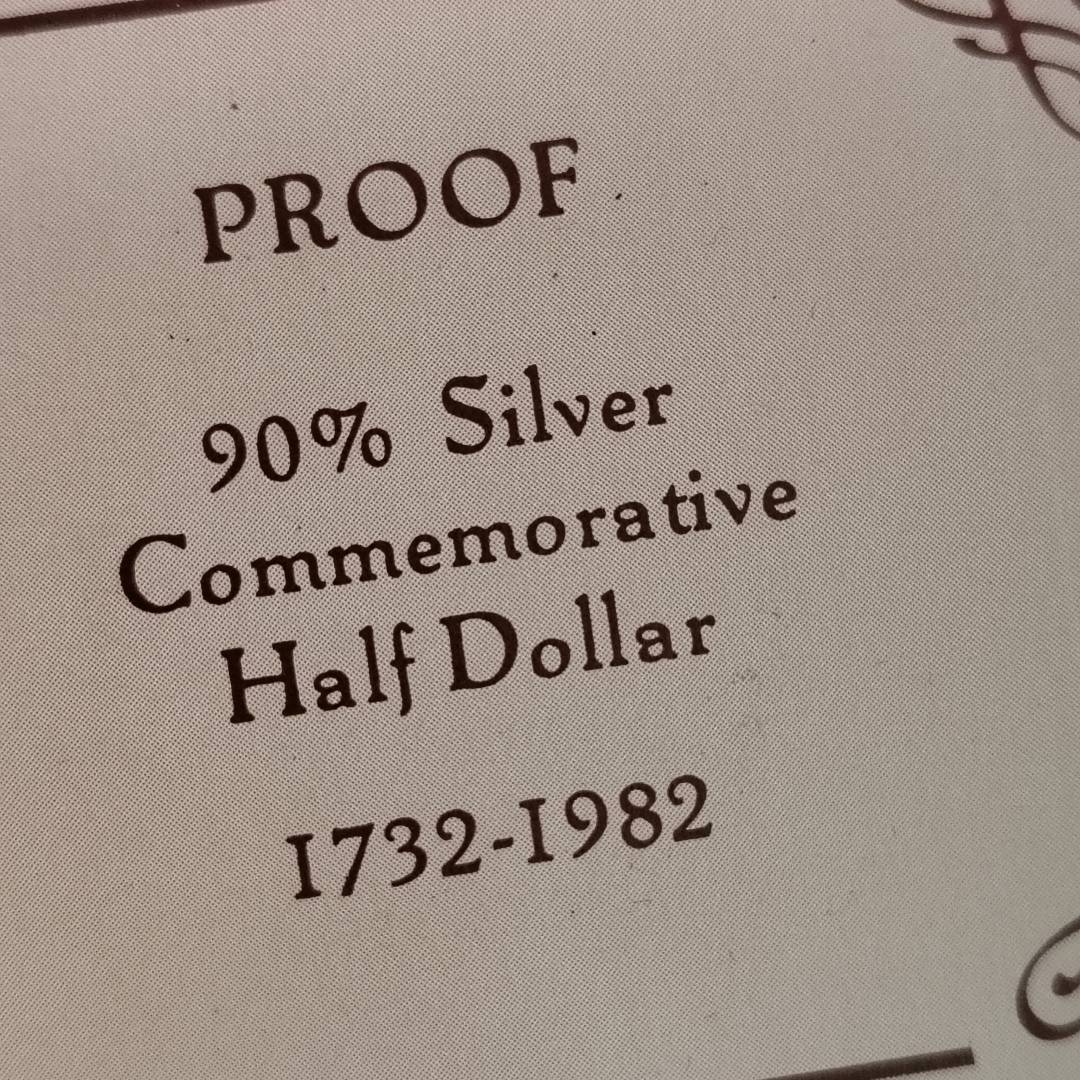 PROOF
90% Silver
Commemorative
Half Dollar
1732-1982